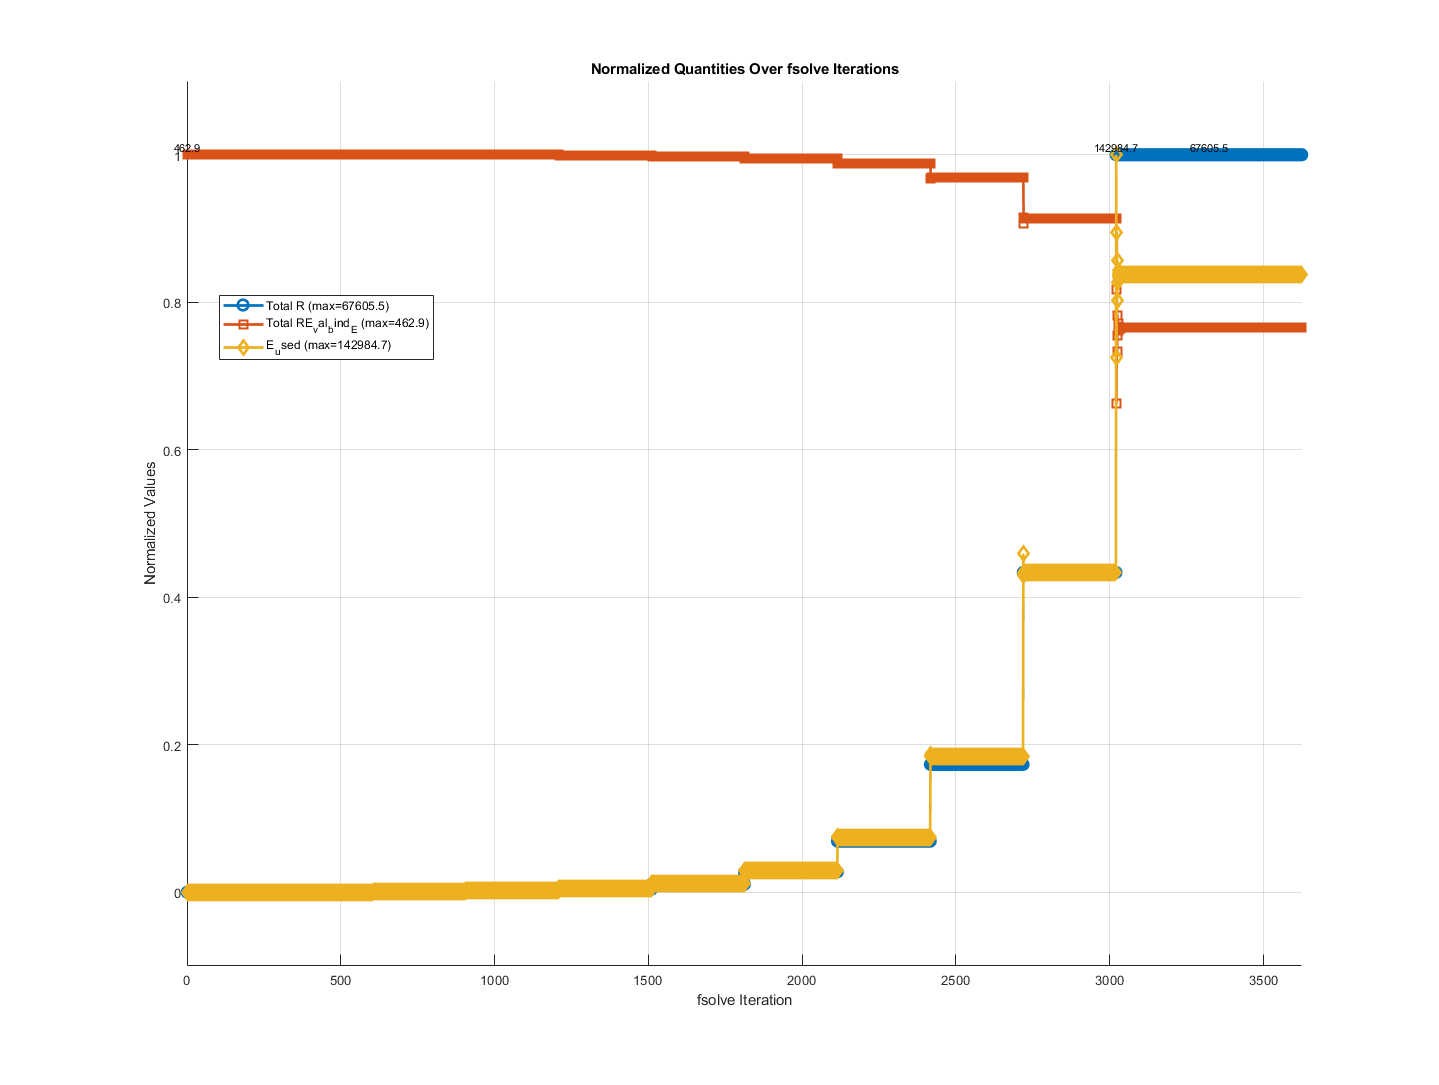 Normalized Quantities Over fsolve Iterations
462.9
142984.7
67605.5
1
0.8
0.6
0.4
0.2
0
Total R (max=67605.5)
Total REval_bind_E (max=462.9)
E_used (max=142984.7)
Normalized Values
0 500 1000 1500 2000 2500 3000 3500
fsolve Iteration